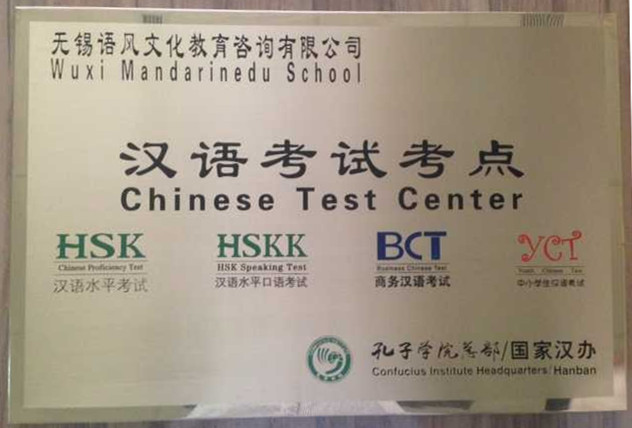 无锡语风文化教育咨询有限公司
Wuxi Mandarinedu School
汉语考试考点
Chinese Test Center
HSK
Chinese Proficiency Test
汉语水平考试
HSKK
HSK Speaking Test
汉语水平口语考试
BCT
Business Chinese Test
商务汉语考试
YCT
Youth Chinese Test
中小学生汉语考试
孔子学院总部/国家汉办
Confucius Institute Headquarters/Hanban